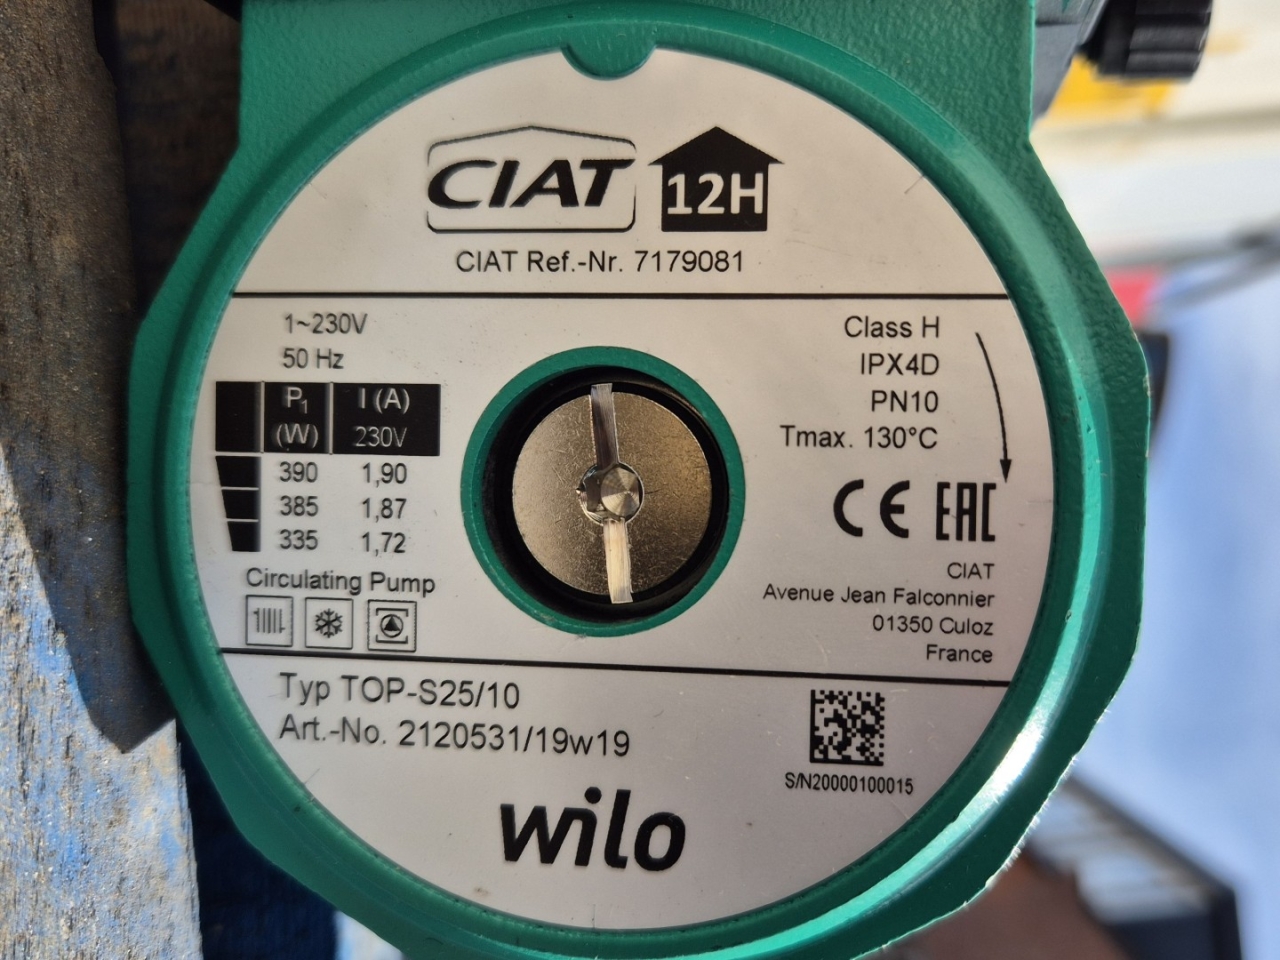 CIAT 12H
CIAT Ref.-Nr. 7179081
1~230V
50 Hz
P1 (W) I (A) 230V
390 1,90
385 1,87
335 1,72
Circulating Pump
Class H
IPX4D
PN10
Tmax. 130°C
CE EAC
CIAT
Avenue Jean Falconnier
01350 Culoz
France
Typ TOP-S25/10
Art.-No. 2120531/19w19
S/N20000100015
wilo